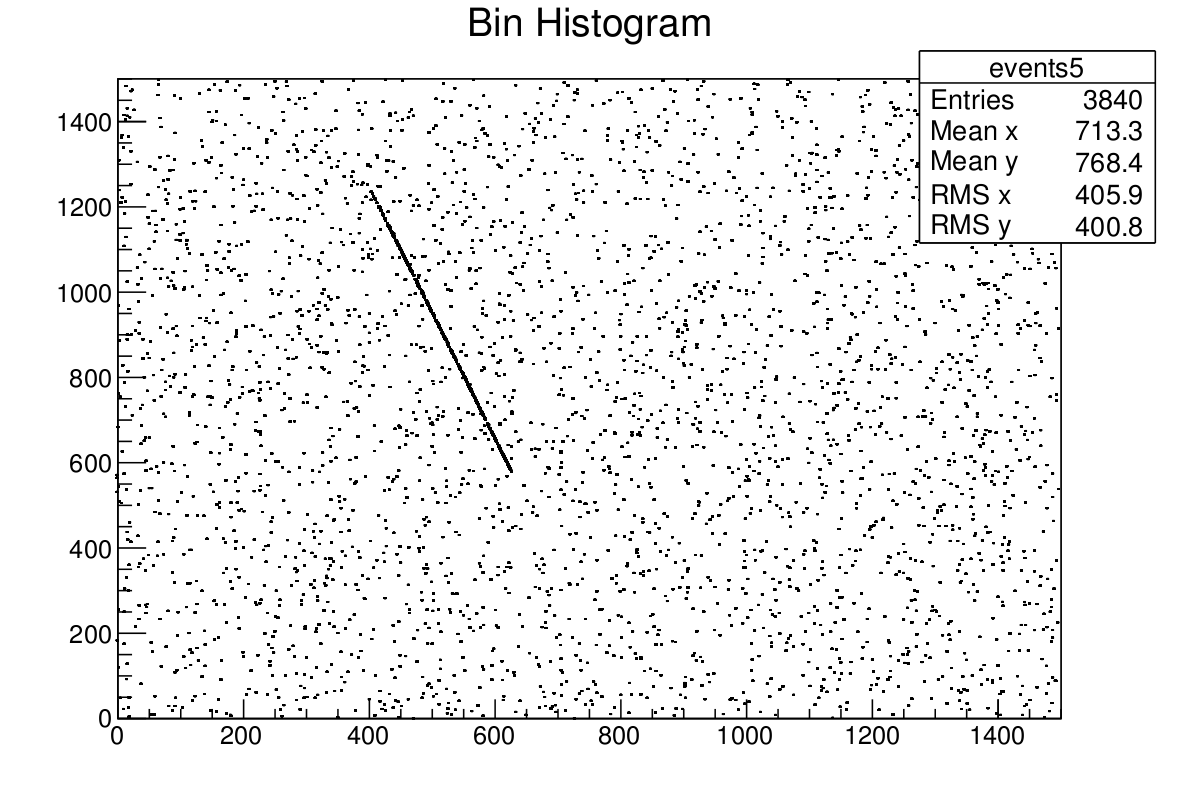 Bin Histogram
events5
Entries 3840
Mean x 713.3
Mean y 768.4
RMS x 405.9
RMS y 400.8
1400
1200
1000
800
600
400
200
0
0 200 400 600 800 1000 1200 1400